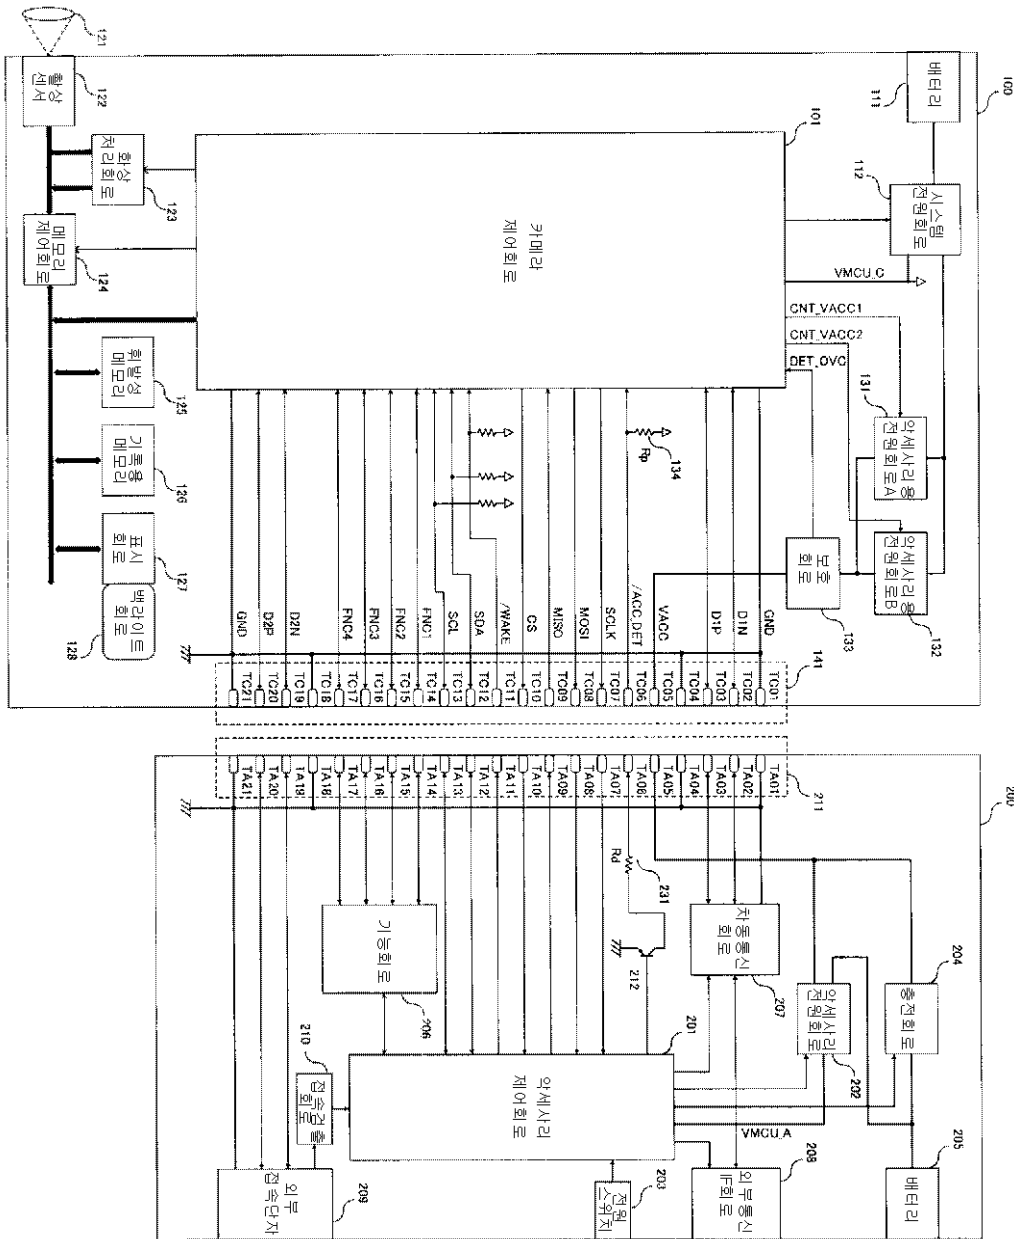 100
배터리
111
시스템
전원회로
112
101
카메라
제어회로
VMCU_C
CNT_VACC1
CNT_VACC2
DET_OVC
121
촬상
센서
122
화상
처리회로
123
메모리
제어회로
124
휘발성
메모리
125
기록용
메모리
126
표시
회로
127
백라이트
회로
128
131
악세사리용
전원회로A
악세사리용
전원회로B
132
보호
회로
133
Rp
134
GND
D1N
D1P
VACC
/ACC_DET
SCLK
MOSI
MISO
CS
/WAKE
SDA
SCL
FNC1
FNC2
FNC3
FNC4
D2N
D2P
GND
141
TC01
TC02
TC03
TC04
TC05
TC06
TC07
TC08
TC09
TC10
TC11
TC12
TC13
TC14
TC15
TC16
TC17
TC18
TC19
TC20
TC21
200
211
TA01
TA02
TA03
TA04
TA05
TA06
TA07
TA08
TA09
TA10
TA11
TA12
TA13
TA14
TA15
TA16
TA17
TA18
TA19
TA20
TA21
Rd
231
212
차동통신
회로
207
기능회로
206
204
충전회로
악세사리
전원회로
202
201
악세사리
제어회로
VMCU_A
210
접속검출
회로
외부
접속단자
209
203
전원
스위치
208
외부통신
IF회로
205
배터리